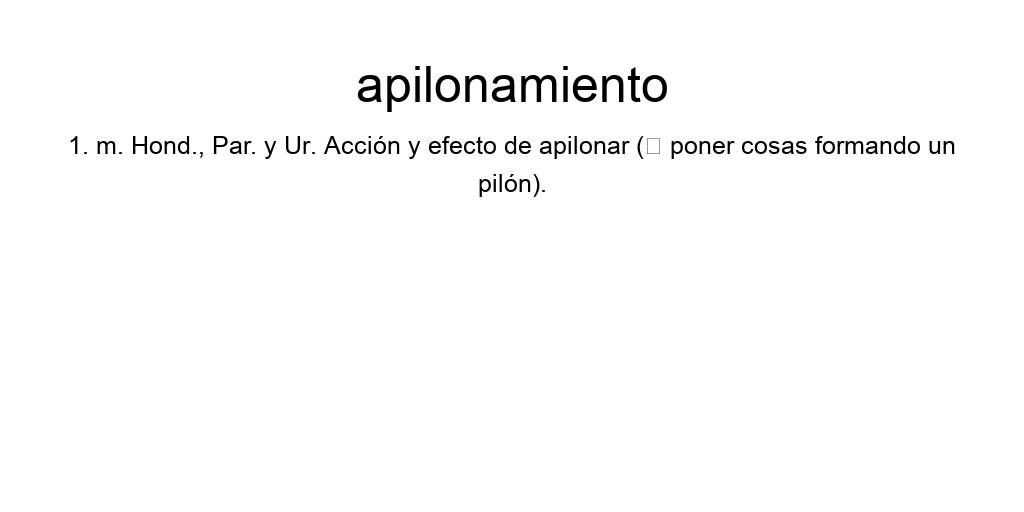 apilonamiento
1. m. Hond., Par. y Ur. Acción y efecto de apilonar (□ poner cosas formando un
pilón).